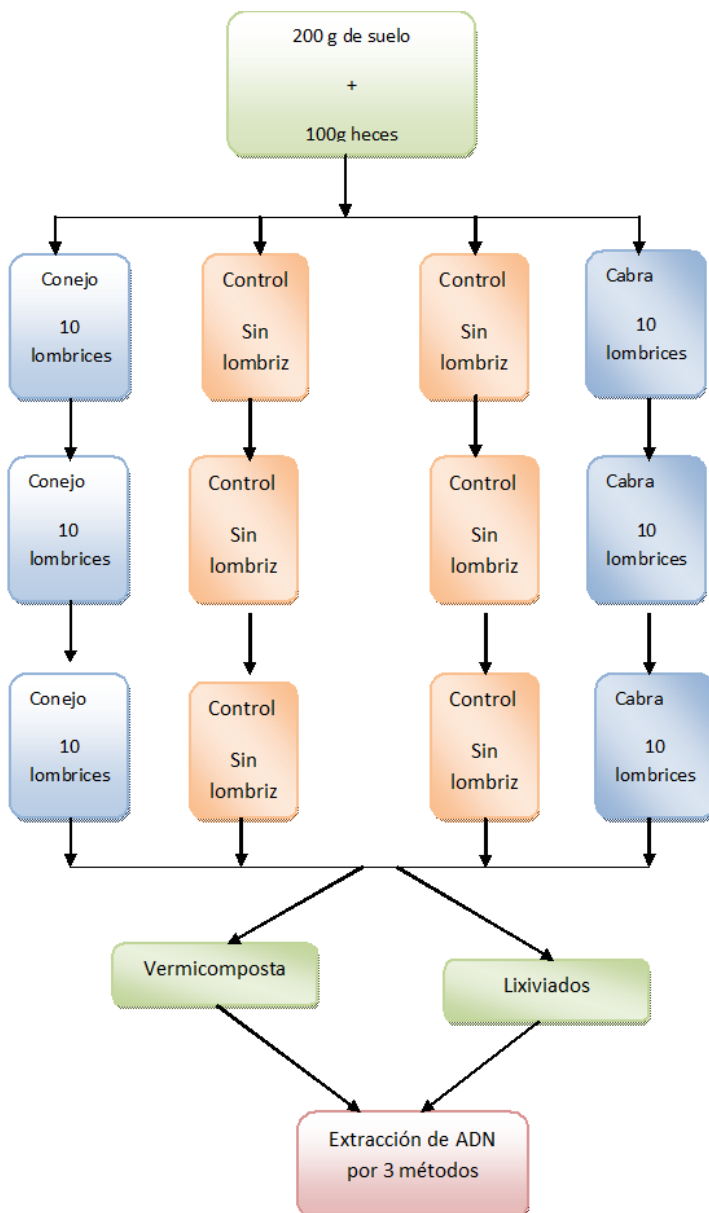 200 g de suelo
+
100g heces
Conejo
10
lombrices
Control
Sin
lombriz
Control
Sin
lombriz
Cabra
10
lombrices
Conejo
10
lombrices
Control
Sin
lombriz
Control
Sin
lombriz
Cabra
10
lombrices
Conejo
10
lombrices
Control
Sin
lombriz
Control
Sin
lombriz
Cabra
10
lombrices
Vermicomposta
Lixiviados
Extracción de ADN
por 3 métodos